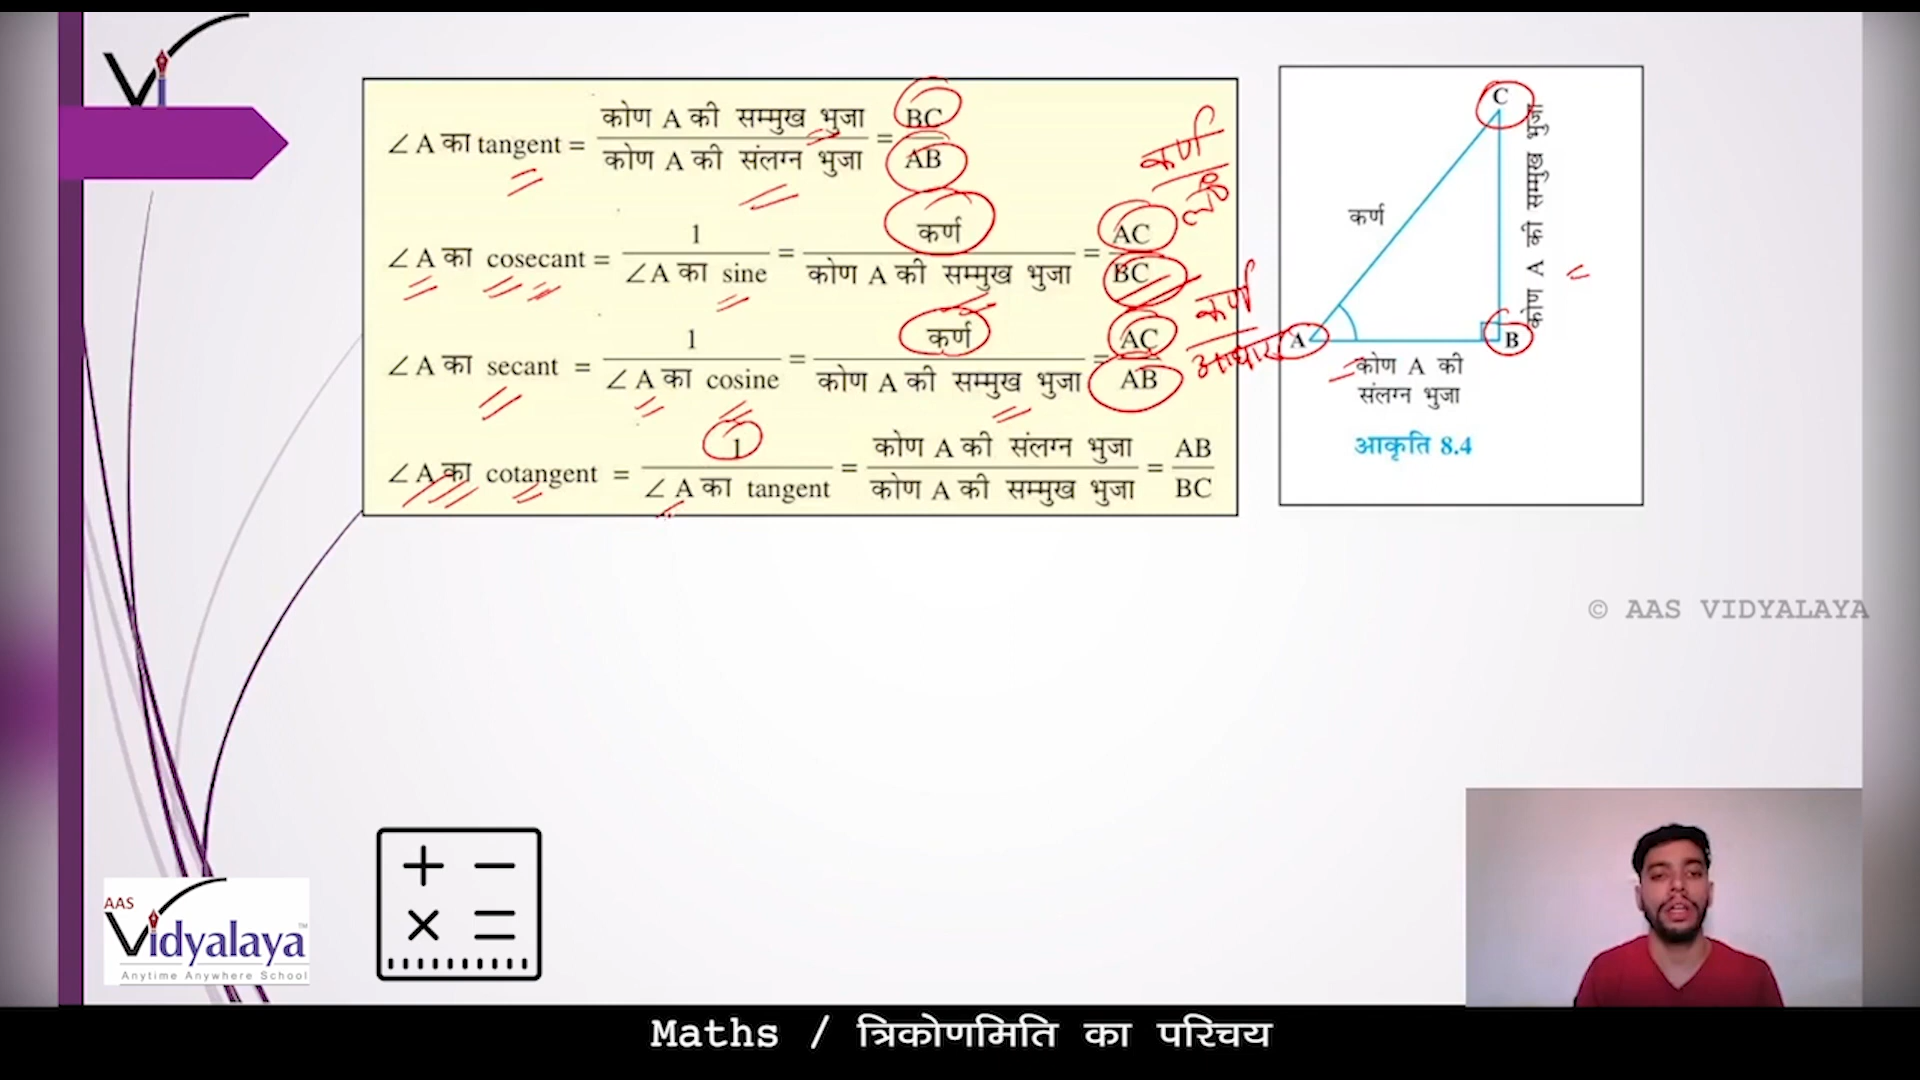 ∠A का tangent = कोण A की सम्मुख भुजा / कोण A की संलग्न भुजा = BC / AB
∠A का cosecant = 1 / ∠A का sine = कर्ण / कोण A की सम्मुख भुजा = AC / BC
कर्ण
लंब
∠A का secant = 1 / ∠A का cosine = कर्ण / कोण A की सम्मुख भुजा = AC / AB
कर्ण
आधार
∠A का cotangent = 1 / ∠A का tangent = कोण A की संलग्न भुजा / कोण A की सम्मुख भुजा = AB / BC
C
कर्ण
कोण A की सम्मुख भुजा
A
B
कोण A की
संलग्न भुजा
आकृति 8.4
© AAS VIDYALAYA
+ −
× =
AAS
Vidyalaya™
Anytime Anywhere School
Maths / त्रिकोणमिति का परिचय